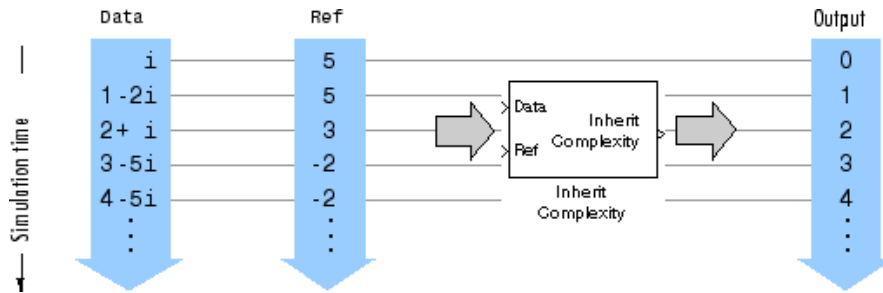 Data Ref Output
i 5 0
1 -2i 5 1
2 + i 3 2
3 -5i -2 3
4 -5i -2 4
Data
Ref
Inherit
Complexity
Inherit
Complexity
Simulation time